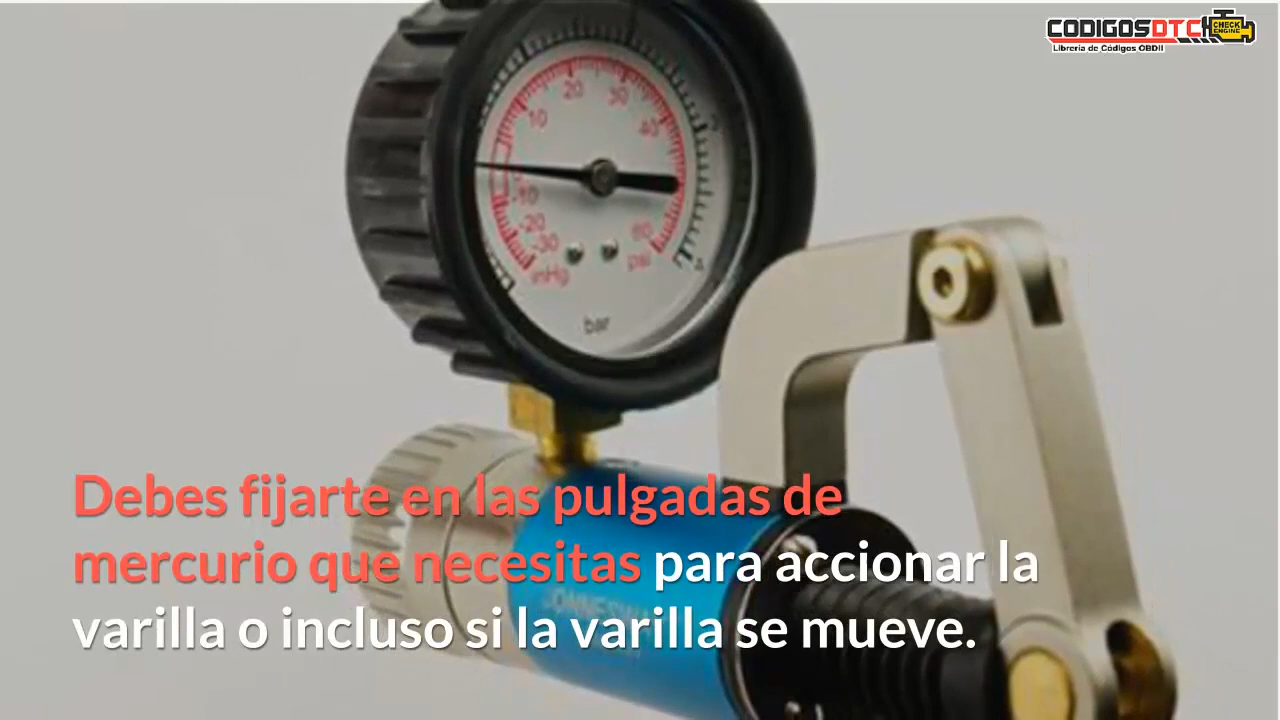 CODIGOSDTC
CHECK
ENGINE
Librería de Códigos OBDII
10
20
30
40
0
-10
-20
-30
60
inHg
psi
bar
Debes fijarte en las pulgadas de
mercurio que necesitas para accionar la
varilla o incluso si la varilla se mueve.